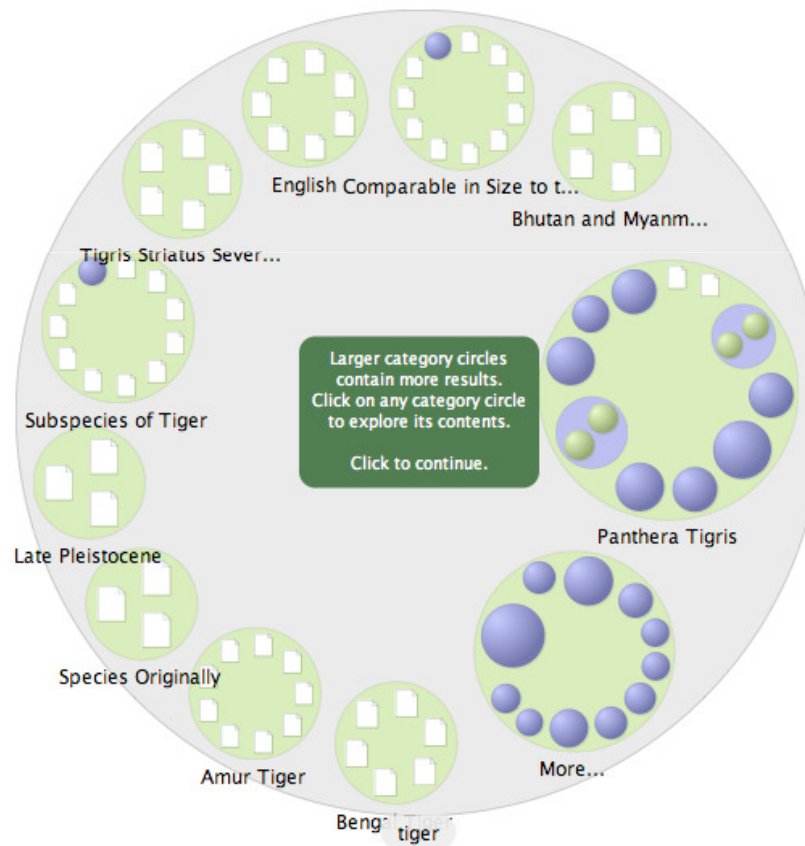 English
Comparable in Size to t...
Bhutan and Myanm...
Tigris Striatus Sever...
Larger category circles
contain more results.
Click on any category circle
to explore its contents.
Click to continue.
Subspecies of Tiger
Panthera Tigris
Late Pleistocene
Species Originally
Amur Tiger
More...
Bengal Tiger
tiger